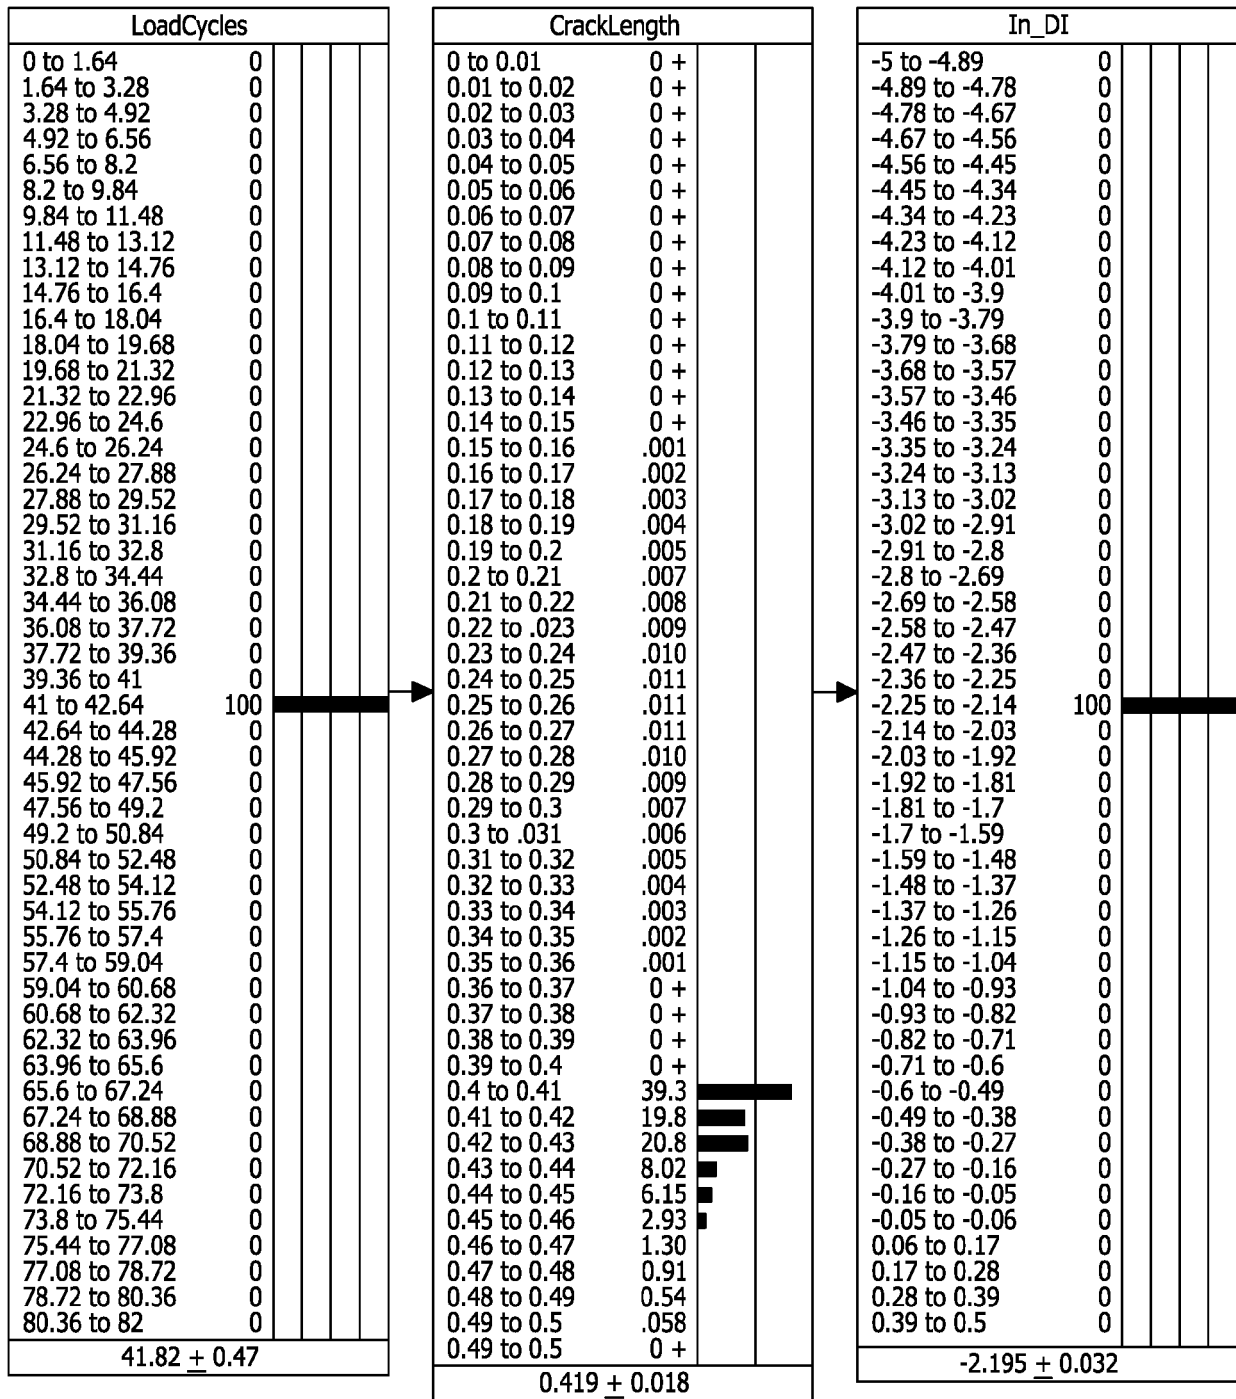 LoadCycles
0 to 1.64 0
1.64 to 3.28 0
3.28 to 4.92 0
4.92 to 6.56 0
6.56 to 8.2 0
8.2 to 9.84 0
9.84 to 11.48 0
11.48 to 13.12 0
13.12 to 14.76 0
14.76 to 16.4 0
16.4 to 18.04 0
18.04 to 19.68 0
19.68 to 21.32 0
21.32 to 22.96 0
22.96 to 24.6 0
24.6 to 26.24 0
26.24 to 27.88 0
27.88 to 29.52 0
29.52 to 31.16 0
31.16 to 32.8 0
32.8 to 34.44 0
34.44 to 36.08 0
36.08 to 37.72 0
37.72 to 39.36 0
39.36 to 41 0
41 to 42.64 100
42.64 to 44.28 0
44.28 to 45.92 0
45.92 to 47.56 0
47.56 to 49.2 0
49.2 to 50.84 0
50.84 to 52.48 0
52.48 to 54.12 0
54.12 to 55.76 0
55.76 to 57.4 0
57.4 to 59.04 0
59.04 to 60.68 0
60.68 to 62.32 0
62.32 to 63.96 0
63.96 to 65.6 0
65.6 to 67.24 0
67.24 to 68.88 0
68.88 to 70.52 0
70.52 to 72.16 0
72.16 to 73.8 0
73.8 to 75.44 0
75.44 to 77.08 0
77.08 to 78.72 0
78.72 to 80.36 0
80.36 to 82 0
41.82 ± 0.47
CrackLength
0 to 0.01 0 +
0.01 to 0.02 0 +
0.02 to 0.03 0 +
0.03 to 0.04 0 +
0.04 to 0.05 0 +
0.05 to 0.06 0 +
0.06 to 0.07 0 +
0.07 to 0.08 0 +
0.08 to 0.09 0 +
0.09 to 0.1 0 +
0.1 to 0.11 0 +
0.11 to 0.12 0 +
0.12 to 0.13 0 +
0.13 to 0.14 0 +
0.14 to 0.15 0 +
0.15 to 0.16 .001
0.16 to 0.17 .002
0.17 to 0.18 .003
0.18 to 0.19 .004
0.19 to 0.2 .005
0.2 to 0.21 .007
0.21 to 0.22 .008
0.22 to .023 .009
0.23 to 0.24 .010
0.24 to 0.25 .011
0.25 to 0.26 .011
0.26 to 0.27 .011
0.27 to 0.28 .010
0.28 to 0.29 .009
0.29 to 0.3 .007
0.3 to .031 .006
0.31 to 0.32 .005
0.32 to 0.33 .004
0.33 to 0.34 .003
0.34 to 0.35 .002
0.35 to 0.36 .001
0.36 to 0.37 0 +
0.37 to 0.38 0 +
0.38 to 0.39 0 +
0.39 to 0.4 0 +
0.4 to 0.41 39.3
0.41 to 0.42 19.8
0.42 to 0.43 20.8
0.43 to 0.44 8.02
0.44 to 0.45 6.15
0.45 to 0.46 2.93
0.46 to 0.47 1.30
0.47 to 0.48 0.91
0.48 to 0.49 0.54
0.49 to 0.5 .058
0.49 to 0.5 0 +
0.419 ± 0.018
In_DI
-5 to -4.89 0
-4.89 to -4.78 0
-4.78 to -4.67 0
-4.67 to -4.56 0
-4.56 to -4.45 0
-4.45 to -4.34 0
-4.34 to -4.23 0
-4.23 to -4.12 0
-4.12 to -4.01 0
-4.01 to -3.9 0
-3.9 to -3.79 0
-3.79 to -3.68 0
-3.68 to -3.57 0
-3.57 to -3.46 0
-3.46 to -3.35 0
-3.35 to -3.24 0
-3.24 to -3.13 0
-3.13 to -3.02 0
-3.02 to -2.91 0
-2.91 to -2.8 0
-2.8 to -2.69 0
-2.69 to -2.58 0
-2.58 to -2.47 0
-2.47 to -2.36 0
-2.36 to -2.25 0
-2.25 to -2.14 100
-2.14 to -2.03 0
-2.03 to -1.92 0
-1.92 to -1.81 0
-1.81 to -1.7 0
-1.7 to -1.59 0
-1.59 to -1.48 0
-1.48 to -1.37 0
-1.37 to -1.26 0
-1.26 to -1.15 0
-1.15 to -1.04 0
-1.04 to -0.93 0
-0.93 to -0.82 0
-0.82 to -0.71 0
-0.71 to -0.6 0
-0.6 to -0.49 0
-0.49 to -0.38 0
-0.38 to -0.27 0
-0.27 to -0.16 0
-0.16 to -0.05 0
-0.05 to -0.06 0
0.06 to 0.17 0
0.17 to 0.28 0
0.28 to 0.39 0
0.39 to 0.5 0
-2.195 ± 0.032